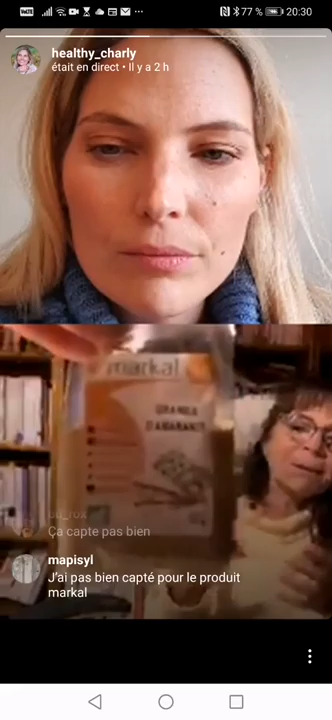 77 % 20:30
healthy_charly
était en direct • Il y a 2 h
markal
GRAINES
D'AMARANTE
Ça capte pas bien
mapisyl
J'ai pas bien capté pour le produit
markal